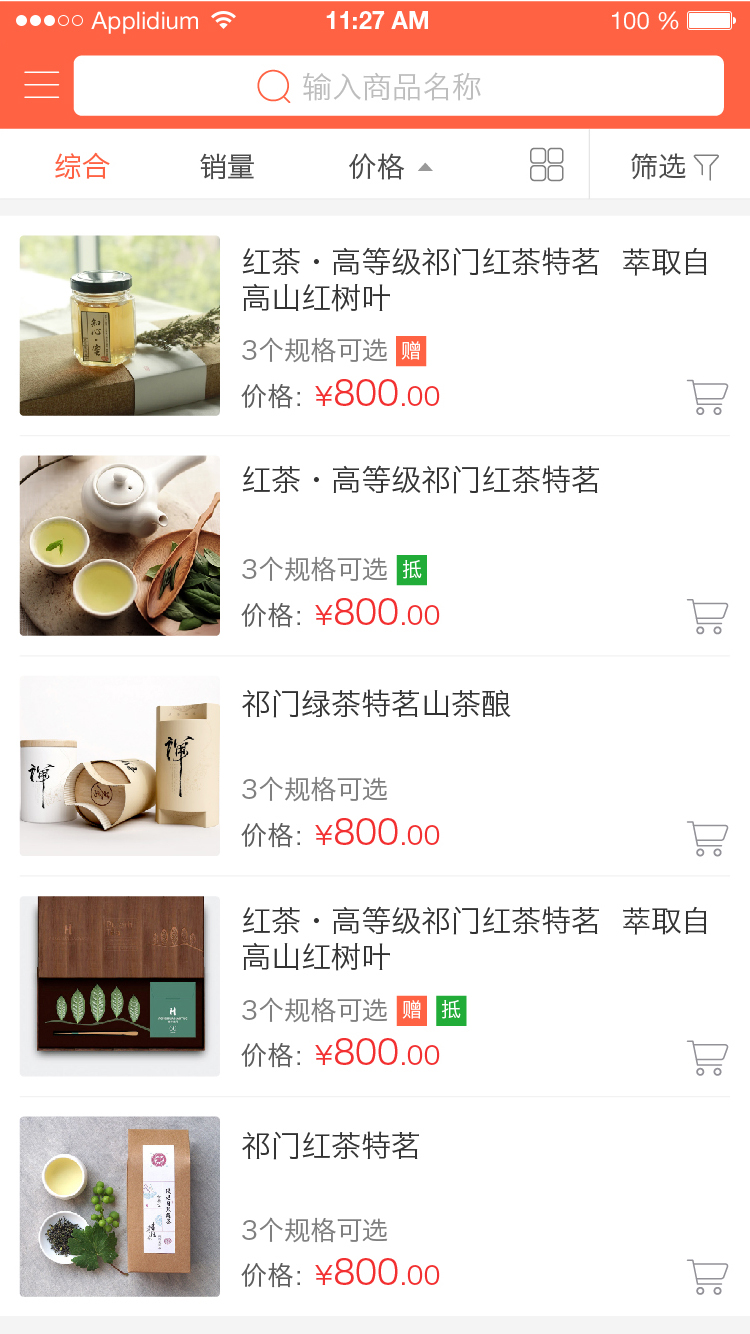 Applidium 11:27 AM 100 %
输入商品名称
综合 销量 价格 筛选
红茶·高等级祁门红茶特茗 萃取自
高山红树叶
3个规格可选 赠
价格: ¥800.00
知心·蜜
红茶·高等级祁门红茶特茗
3个规格可选 抵
价格: ¥800.00
祁门绿茶特茗山茶酿
3个规格可选
价格: ¥800.00
红茶·高等级祁门红茶特茗 萃取自
高山红树叶
3个规格可选 赠 抵
价格: ¥800.00
祁门红茶特茗
3个规格可选
价格: ¥800.00